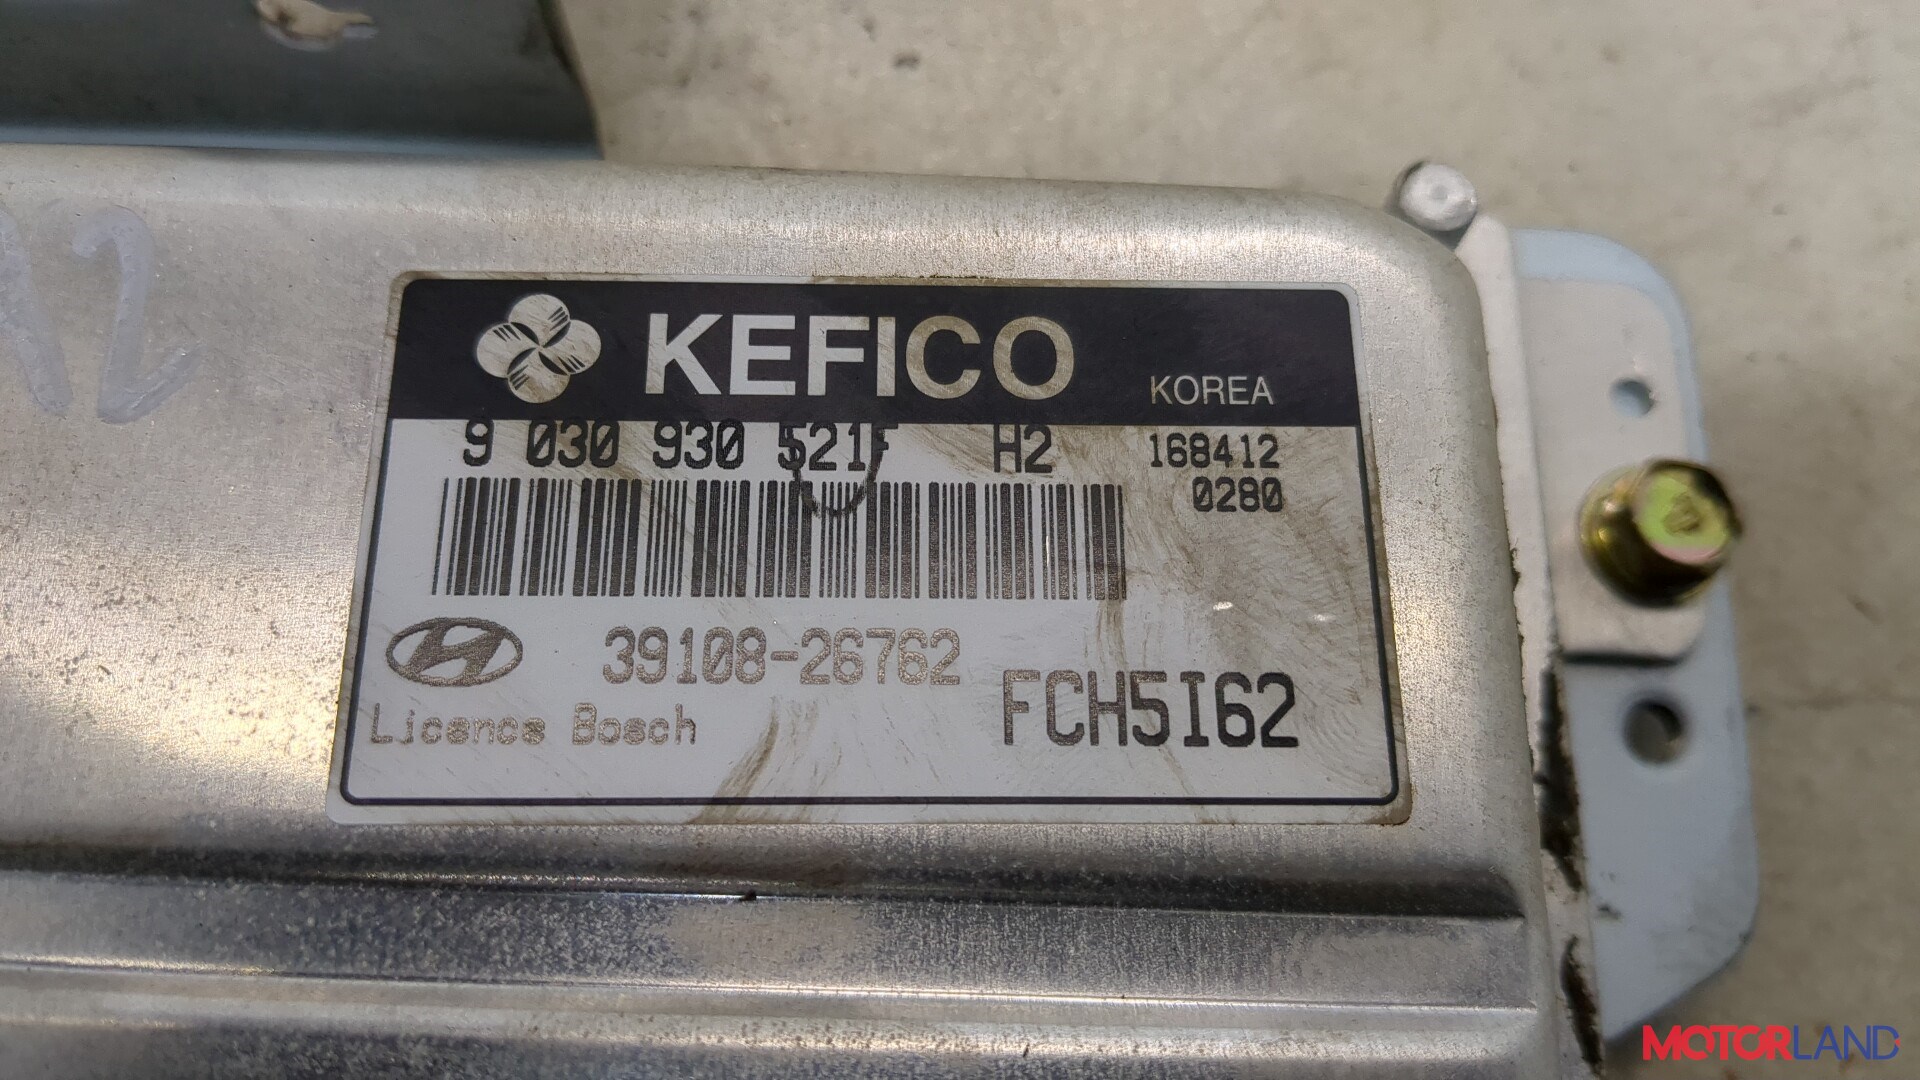 KEFICO
KOREA
9 030 930 521F H2 168412
0280
39108-26762
Licence Bosch
FCH5I62
MOTORLAND